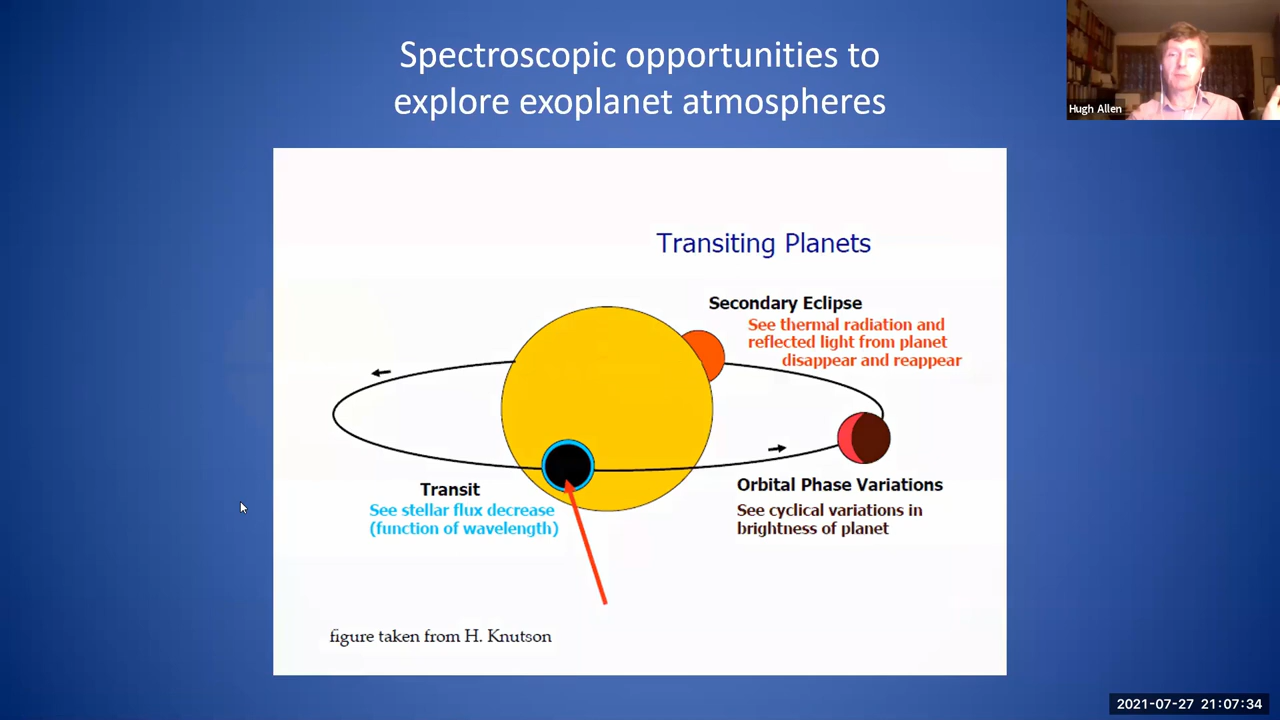 Spectroscopic opportunities to
explore exoplanet atmospheres
Hugh Allen
Transiting Planets
Secondary Eclipse
See thermal radiation and
reflected light from planet
disappear and reappear
Transit
See stellar flux decrease
(function of wavelength)
Orbital Phase Variations
See cyclical variations in
brightness of planet
figure taken from H. Knutson
2021-07-27 21:07:34